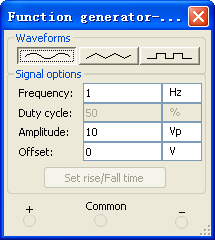 Function generator-...
Waveforms
Signal options
Frequency: 1 Hz
Duty cycle: 50 %
Amplitude: 10 Vp
Offset: 0 V
Set rise/Fall time
+ Common −